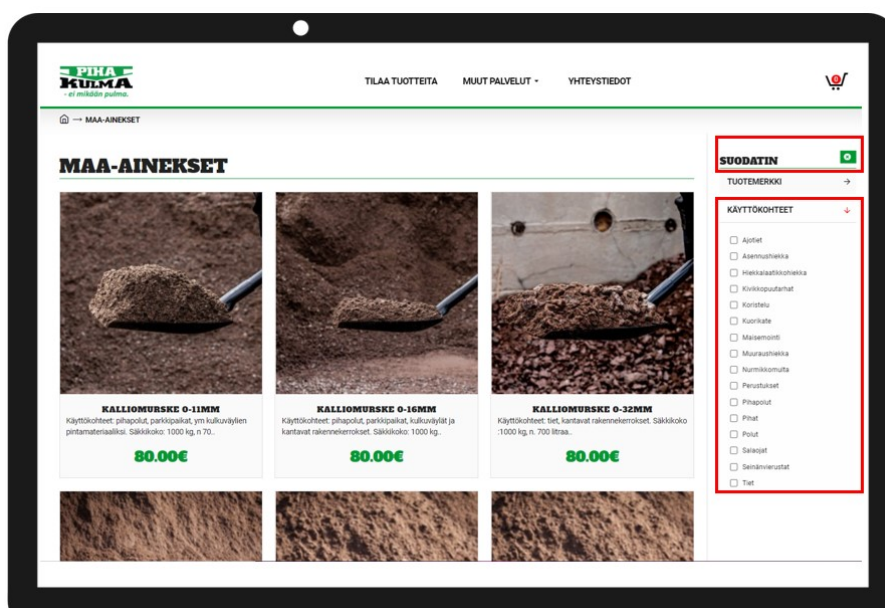 PIHA
KULMA
- ei mikään pulma.
TILAA TUOTTEITA
MUUT PALVELUT
YHTEYSTIEDOT
0
→ MAA-AINEKSET
MAA-AINEKSET
KALLIOMURSKE 0-11MM
Käyttökohteet: pihapolut, parkkipaikat, ym kulkuväylien
pintamateriaaliksi. Säkkikoko: 1000 kg, n 70..
80.00€
KALLIOMURSKE 0-16MM
Käyttökohteet: pihapolut, parkkipaikat, kulkuväylät ja
kantavat rakennekerrokset. Säkkikoko: 1000 kg..
80.00€
KALLIOMURSKE 0-32MM
Käyttökohteet: tiet, kantavat rakennekerrokset. Säkkikoko
:1000 kg, n. 700 litraa..
80.00€
SUODATIN
TUOTEMERKKI →
KÄYTTÖKOHTEET ↓
Ajotiet
Asennushiekka
Hiekkalaatikkohiekka
Kivikkopuutarhat
Koristelu
Kuorikate
Maisemointi
Muuraushiekka
Nurmikkomulta
Perustukset
Pihapolut
Pihat
Polut
Salaojat
Seinänvierustat
Tiet